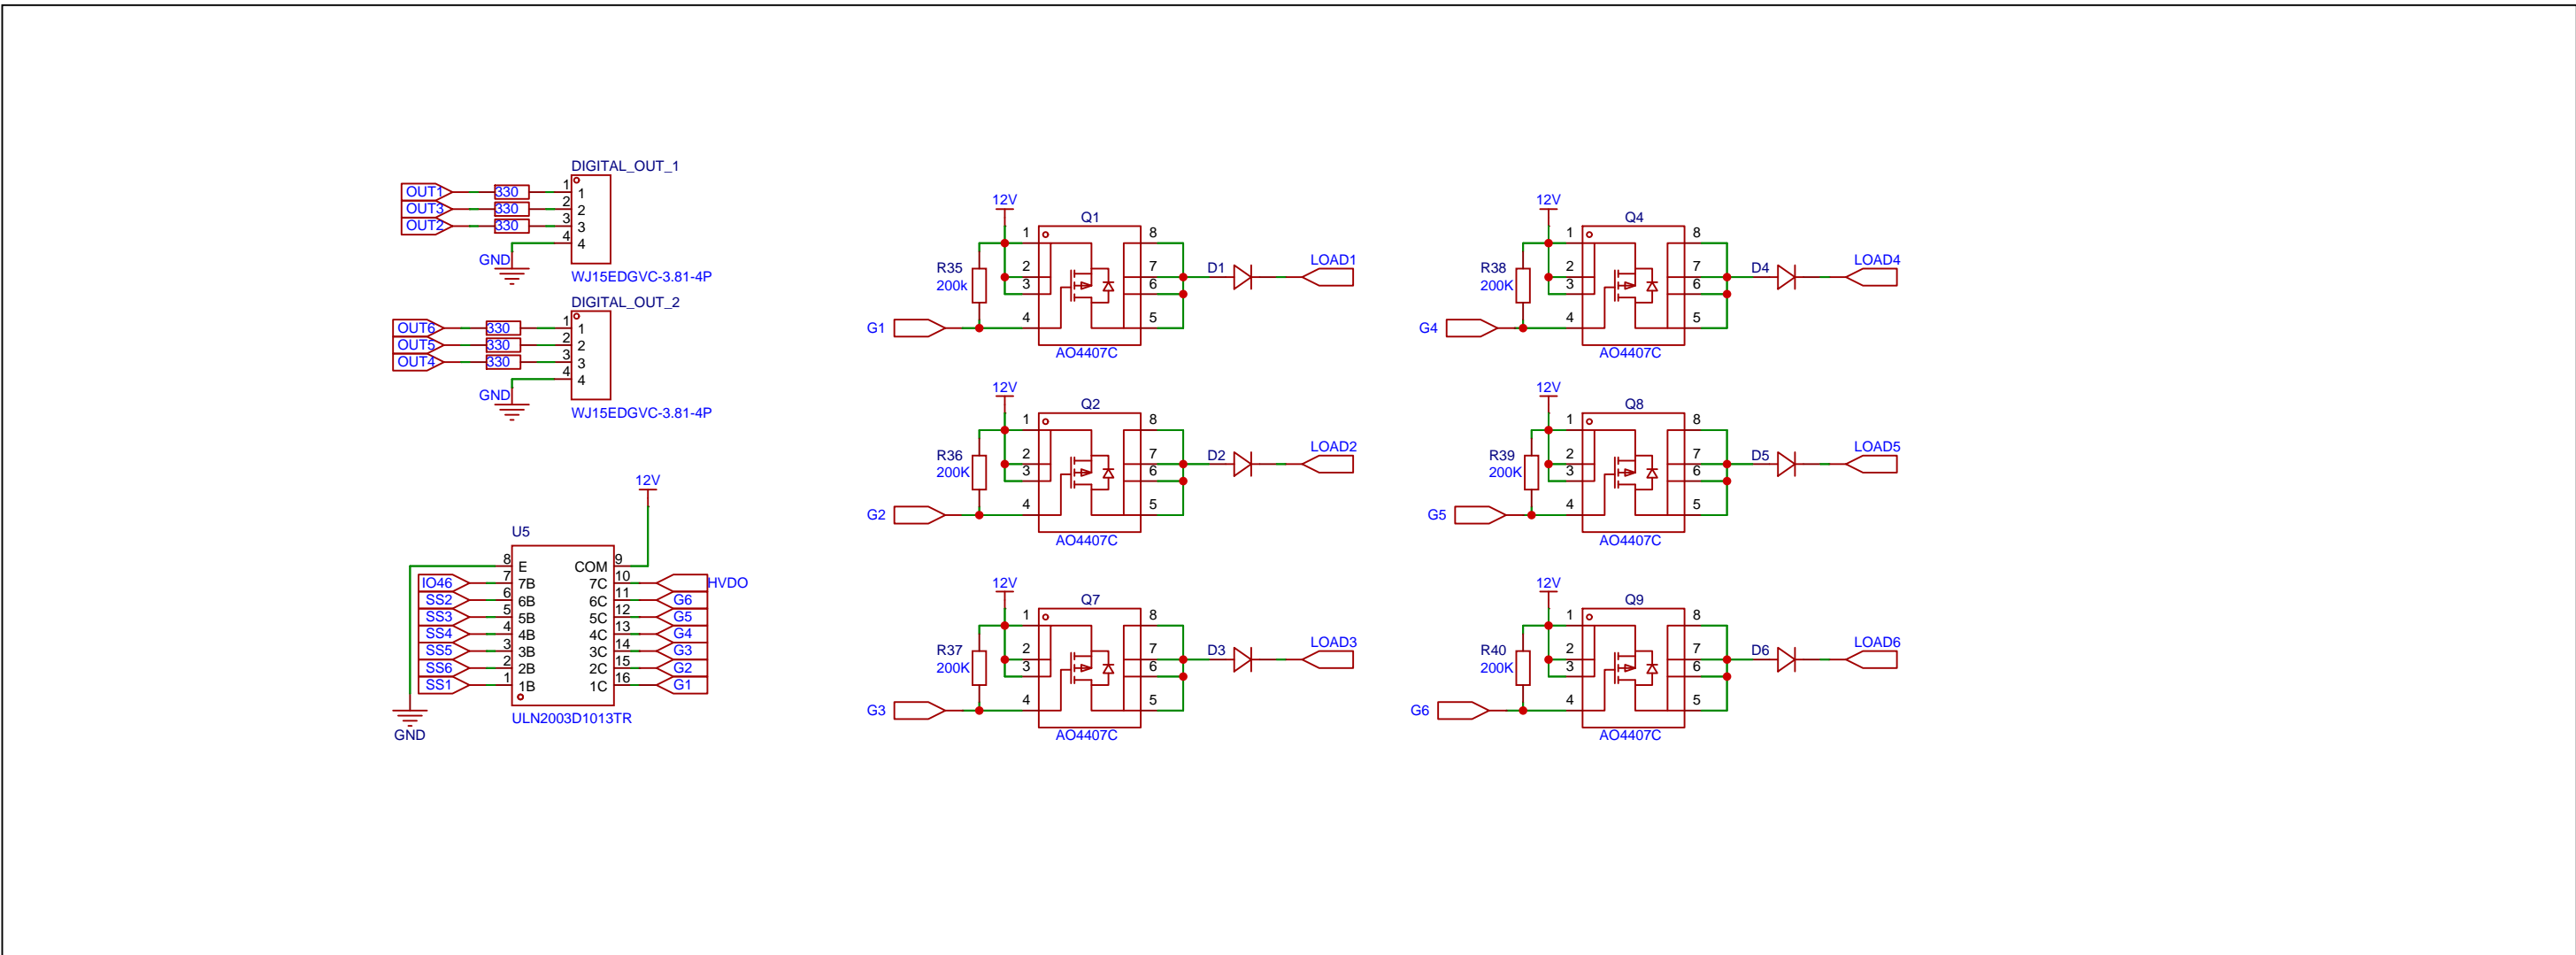 DIGITAL_OUT_1
OUT1 330 1 1
OUT3 330 2 2
OUT2 330 3 3
4 4
GND
WJ15EDGVC-3.81-4P
DIGITAL_OUT_2
OUT6 330 1 1
OUT5 330 2 2
OUT4 330 3 3
4 4
GND
WJ15EDGVC-3.81-4P
12V
U5
8 E COM 9
IO46 7 7B 7C 10 HVDO
SS2 6 6B 6C 11 G6
SS3 5 5B 5C 12 G5
SS4 4 4B 4C 13 G4
SS5 3 3B 3C 14 G3
SS6 2 2B 2C 15 G2
SS1 1 1B 1C 16 G1
ULN2003D1013TR
GND
12V
Q1
1 8
R35 2 7 D1 LOAD1
200k 3 6
G1 4 5
AO4407C
12V
Q2
1 8
R36 2 7 D2 LOAD2
200K 3 6
G2 4 5
AO4407C
12V
Q7
1 8
R37 2 7 D3 LOAD3
200K 3 6
G3 4 5
AO4407C
12V
Q4
1 8
R38 2 7 D4 LOAD4
200K 3 6
G4 4 5
AO4407C
12V
Q8
1 8
R39 2 7 D5 LOAD5
200K 3 6
G5 4 5
AO4407C
12V
Q9
1 8
R40 2 7 D6 LOAD6
200K 3 6
G6 4 5
AO4407C